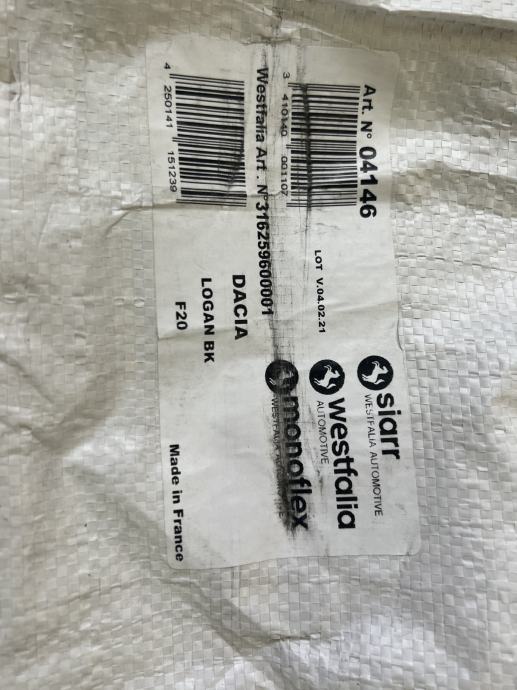 Art. N° 04146
3 410140 001107
Westfalia Art . N°316259600001
4 250141 151239
LOT V.04.02.21
DACIA
LOGAN BK
F20
siarr
WESTFALIA AUTOMOTIVE
westfalia
AUTOMOTIVE
monoflex
WESTFALIA
Made in France